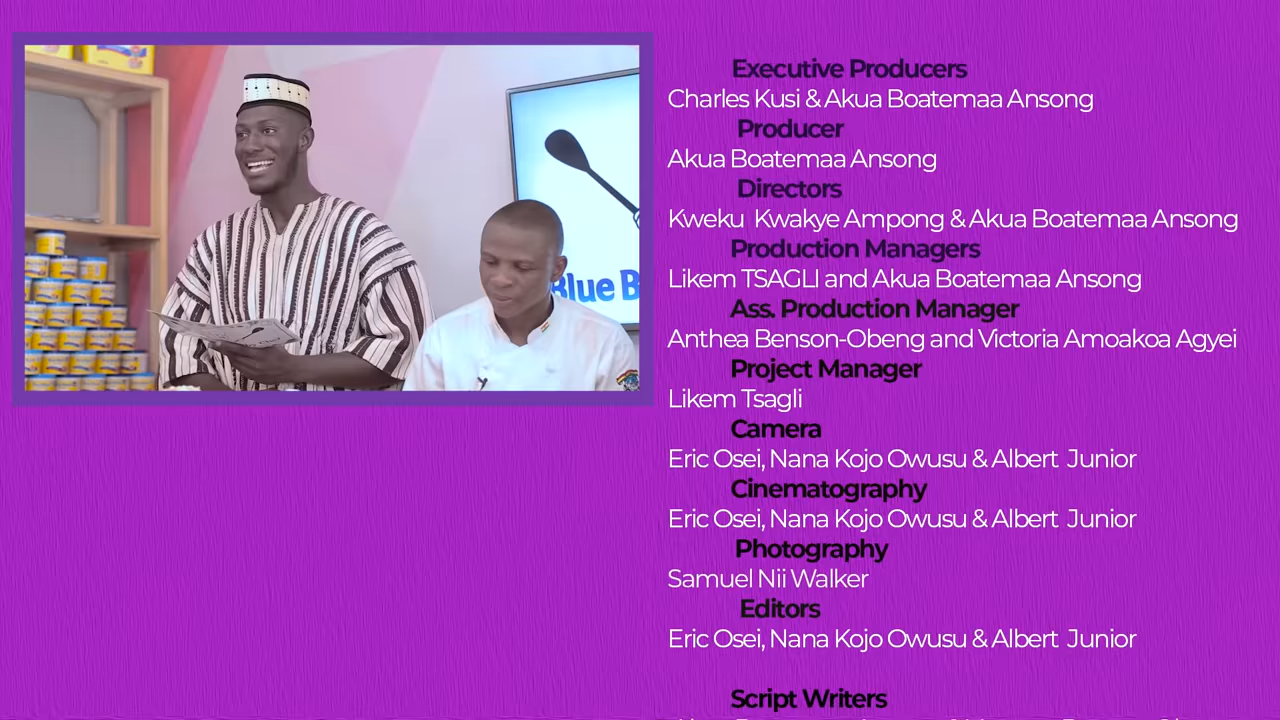 Executive Producers
Charles Kusi & Akua Boatemaa Ansong
Producer
Akua Boatemaa Ansong
Directors
Kweku Kwakye Ampong & Akua Boatemaa Ansong
Production Managers
Likem TSAGLI and Akua Boatemaa Ansong
Ass. Production Manager
Anthea Benson-Obeng and Victoria Amoakoa Agyei
Project Manager
Likem Tsagli
Camera
Eric Osei, Nana Kojo Owusu & Albert Junior
Cinematography
Eric Osei, Nana Kojo Owusu & Albert Junior
Photography
Samuel Nii Walker
Editors
Eric Osei, Nana Kojo Owusu & Albert Junior
Script Writers
Blue B